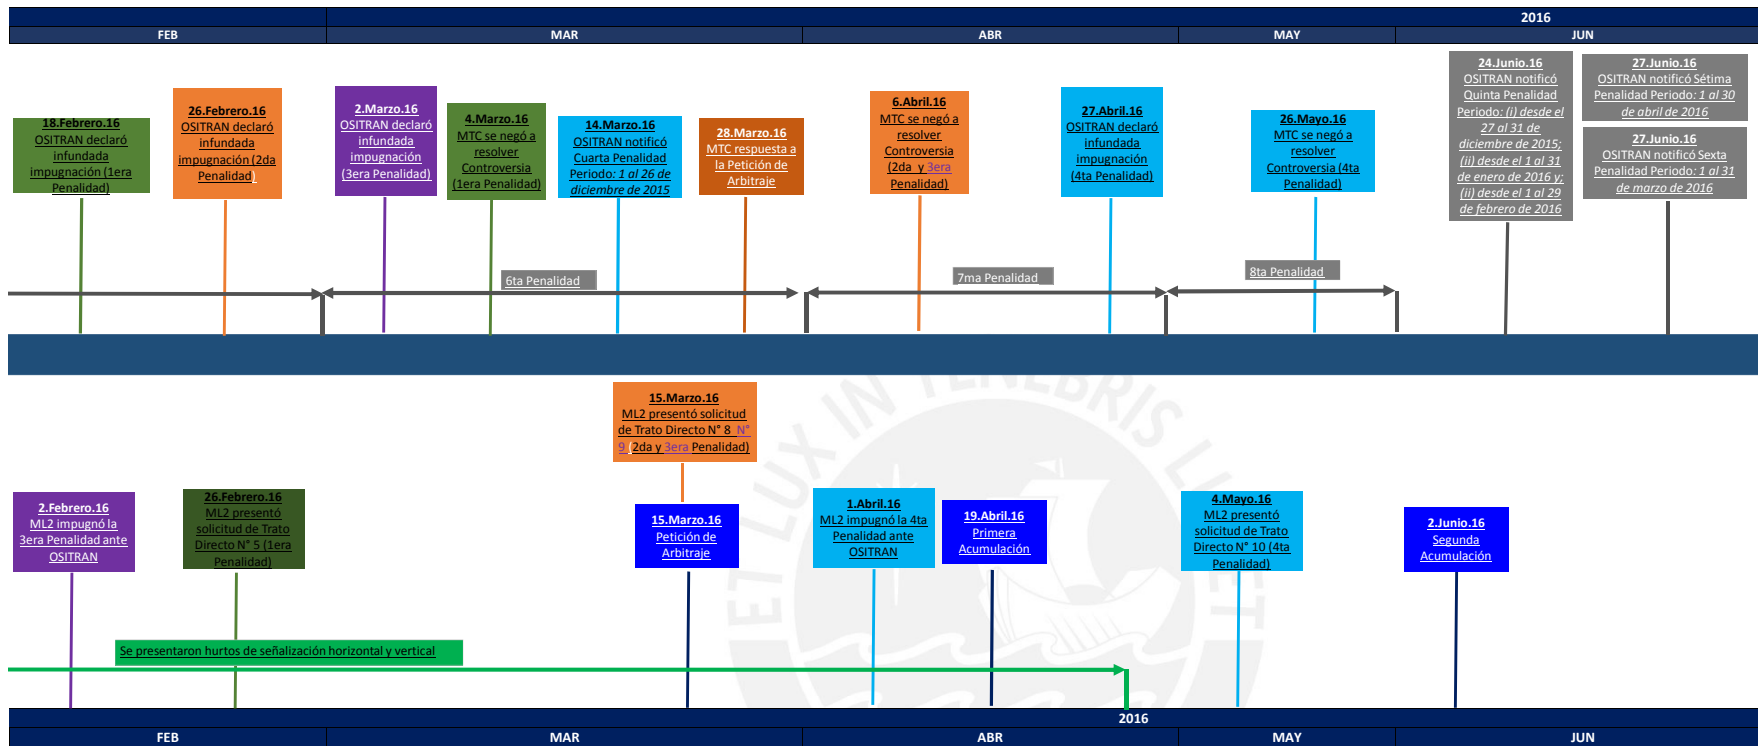 2016
FEB
MAR
ABR
MAY
JUN
18.Febrero.16
OSITRAN declaró
infundada
impugnación (1era
Penalidad)
26.Febrero.16
OSITRAN declaró
infundada
impugnación (2da
Penalidad)
2.Marzo.16
OSITRAN declaró
infundada
impugnación
(3era Penalidad)
4.Marzo.16
MTC se negó a
resolver
Controversia
(1era Penalidad)
14.Marzo.16
OSITRAN notificó
Cuarta Penalidad
Periodo: 1 al 26 de
diciembre de 2015
28.Marzo.16
MTC respuesta a
la Petición de
Arbitraje
6.Abril.16
MTC se negó a
resolver
Controversia
(2da y 3era
Penalidad)
27.Abril.16
OSITRAN declaró
infundada
impugnación
(4ta Penalidad)
26.Mayo.16
MTC se negó a
resolver
Controversia (4ta
Penalidad)
24.Junio.16
OSITRAN notificó
Quinta Penalidad
Periodo: (i) desde el
27 al 31 de
diciembre de 2015;
(ii) desde el 1 al 31
de enero de 2016 y;
(ii) desde el 1 al 29
de febrero de 2016
27.Junio.16
OSITRAN notificó Sétima
Penalidad Periodo: 1 al 30
de abril de 2016
27.Junio.16
OSITRAN notificó Sexta
Penalidad Periodo: 1 al 31
de marzo de 2016
6ta Penalidad
7ma Penalidad
8ta Penalidad
ET LUX IN TENEBRIS LUCET
15.Marzo.16
ML2 presentó solicitud
de Trato Directo N° 8 N°
9 (2da y 3era Penalidad)
2.Febrero.16
ML2 impugnó la
3era Penalidad ante
OSITRAN
26.Febrero.16
ML2 presentó
solicitud de Trato
Directo N° 5 (1era
Penalidad)
15.Marzo.16
Petición de
Arbitraje
1.Abril.16
ML2 impugnó la 4ta
Penalidad ante
OSITRAN
19.Abril.16
Primera
Acumulación
4.Mayo.16
ML2 presentó
solicitud de Trato
Directo N° 10 (4ta
Penalidad)
2.Junio.16
Segunda
Acumulación
Se presentaron hurtos de señalización horizontal y vertical
2016
FEB
MAR
ABR
MAY
JUN